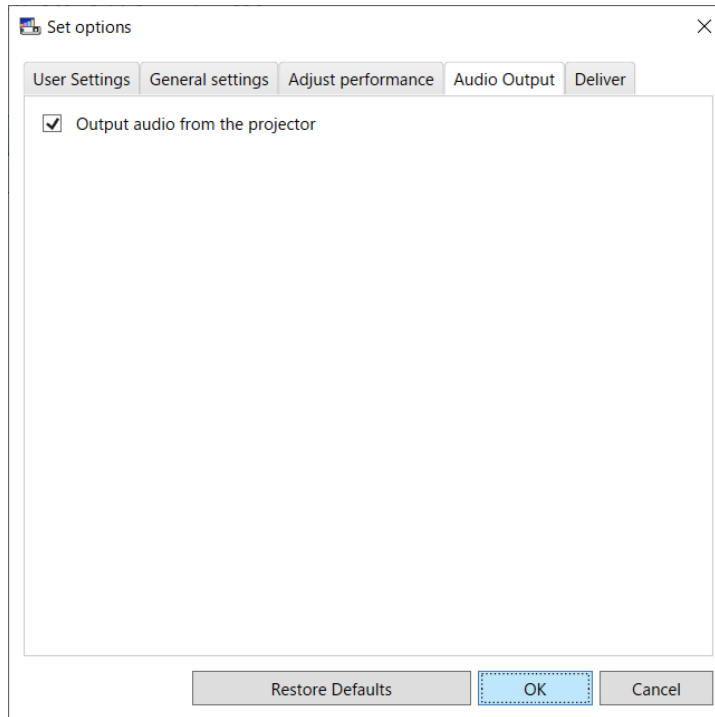 Set options
User Settings General settings Adjust performance Audio Output Deliver
Output audio from the projector
Restore Defaults OK Cancel